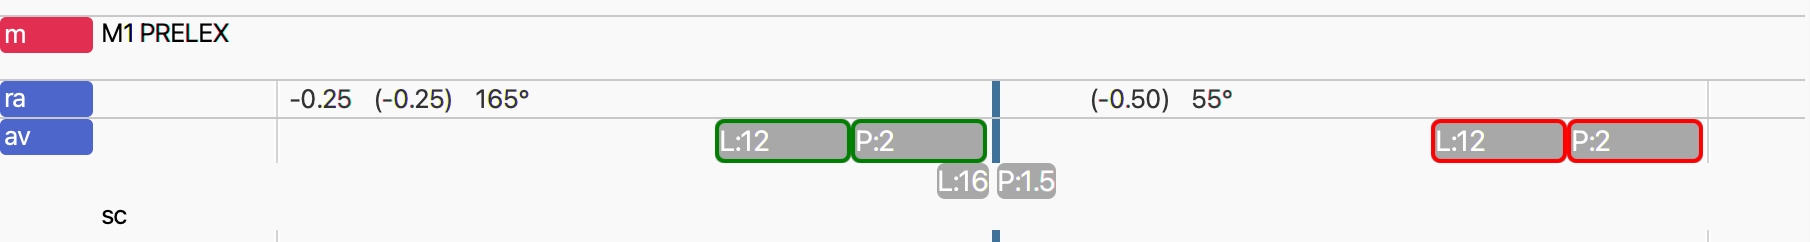 m M1 PRELEX
ra -0.25 (-0.25) 165° (-0.50) 55°
av L:12 P:2 L:12 P:2
L:16 P:1.5
sc